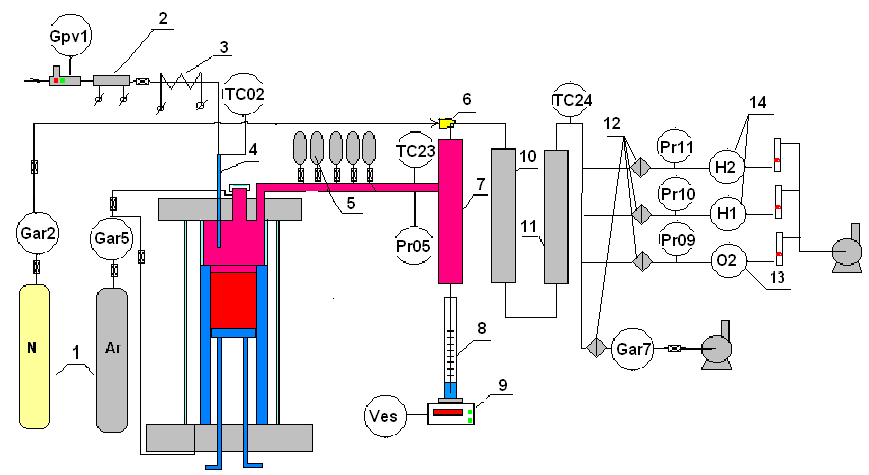 Gpv1
2
3
TC02
6
TC24
12
14
4
TC23
5
10
7
11
Pr11
H2
Pr10
H1
Pr09
O2
13
Gar2
Gar5
Pr05
N
1
Ar
8
Gar7
9
Ves